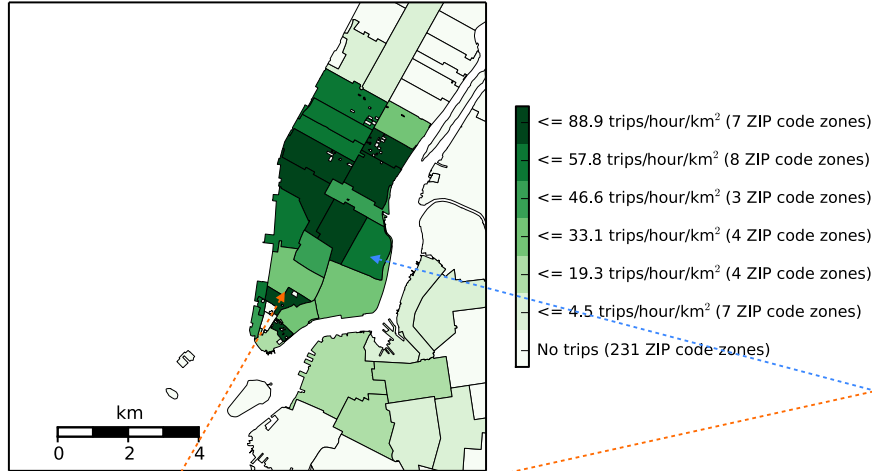 <= 88.9 trips/hour/km² (7 ZIP code zones)
<= 57.8 trips/hour/km² (8 ZIP code zones)
<= 46.6 trips/hour/km² (3 ZIP code zones)
<= 33.1 trips/hour/km² (4 ZIP code zones)
<= 19.3 trips/hour/km² (4 ZIP code zones)
<= 4.5 trips/hour/km² (7 ZIP code zones)
No trips (231 ZIP code zones)
km
0 2 4